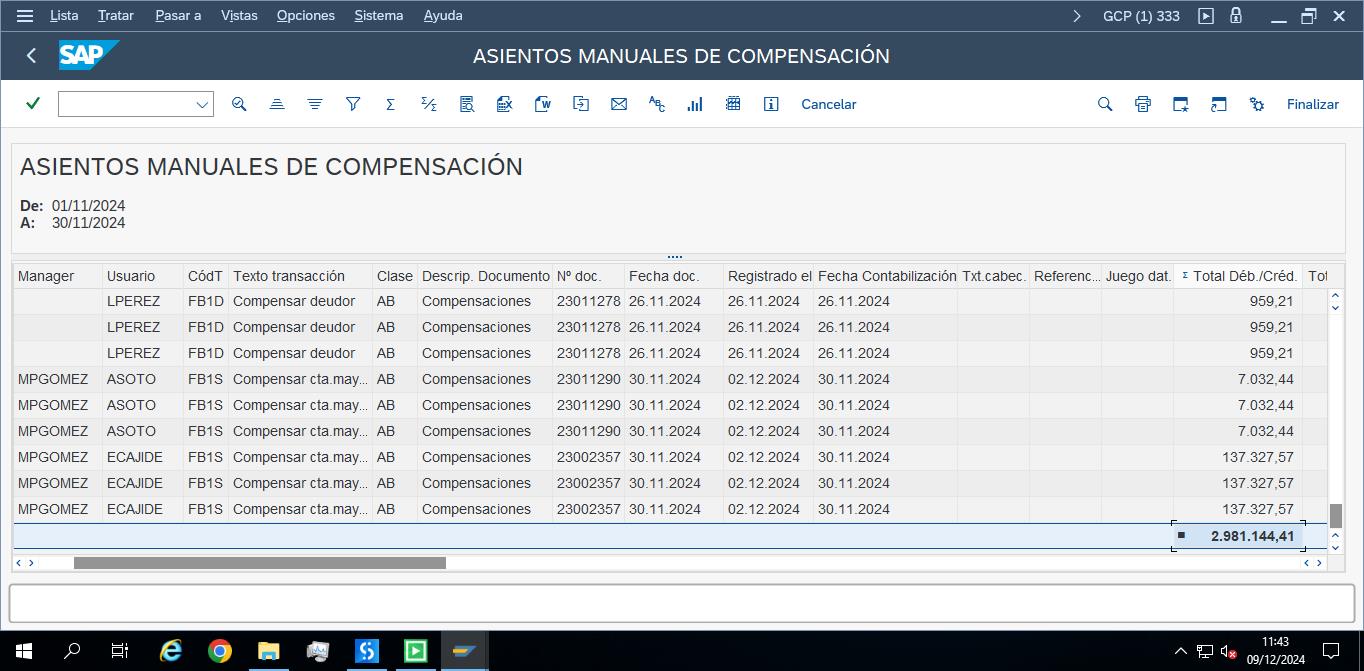 Lista Tratar Pasar a Vistas Opciones Sistema Ayuda GCP (1) 333
SAP ASIENTOS MANUALES DE COMPENSACIÓN
Cancelar Finalizar
ASIENTOS MANUALES DE COMPENSACIÓN
De: 01/11/2024
A: 30/11/2024
Manager Usuario CódT Texto transacción Clase Descrip. Documento Nº doc. Fecha doc. Registrado el Fecha Contabilización Txt.cabec. Referenc... Juego dat. Σ Total Déb./Créd. Tot
LPEREZ FB1D Compensar deudor AB Compensaciones 23011278 26.11.2024 26.11.2024 26.11.2024 959,21
LPEREZ FB1D Compensar deudor AB Compensaciones 23011278 26.11.2024 26.11.2024 26.11.2024 959,21
LPEREZ FB1D Compensar deudor AB Compensaciones 23011278 26.11.2024 26.11.2024 26.11.2024 959,21
MPGOMEZ ASOTO FB1S Compensar cta.may... AB Compensaciones 23011290 30.11.2024 02.12.2024 30.11.2024 7.032,44
MPGOMEZ ASOTO FB1S Compensar cta.may... AB Compensaciones 23011290 30.11.2024 02.12.2024 30.11.2024 7.032,44
MPGOMEZ ASOTO FB1S Compensar cta.may... AB Compensaciones 23011290 30.11.2024 02.12.2024 30.11.2024 7.032,44
MPGOMEZ ECAJIDE FB1S Compensar cta.may... AB Compensaciones 23002357 30.11.2024 02.12.2024 30.11.2024 137.327,57
MPGOMEZ ECAJIDE FB1S Compensar cta.may... AB Compensaciones 23002357 30.11.2024 02.12.2024 30.11.2024 137.327,57
MPGOMEZ ECAJIDE FB1S Compensar cta.may... AB Compensaciones 23002357 30.11.2024 02.12.2024 30.11.2024 137.327,57
2.981.144,41
11:43
09/12/2024